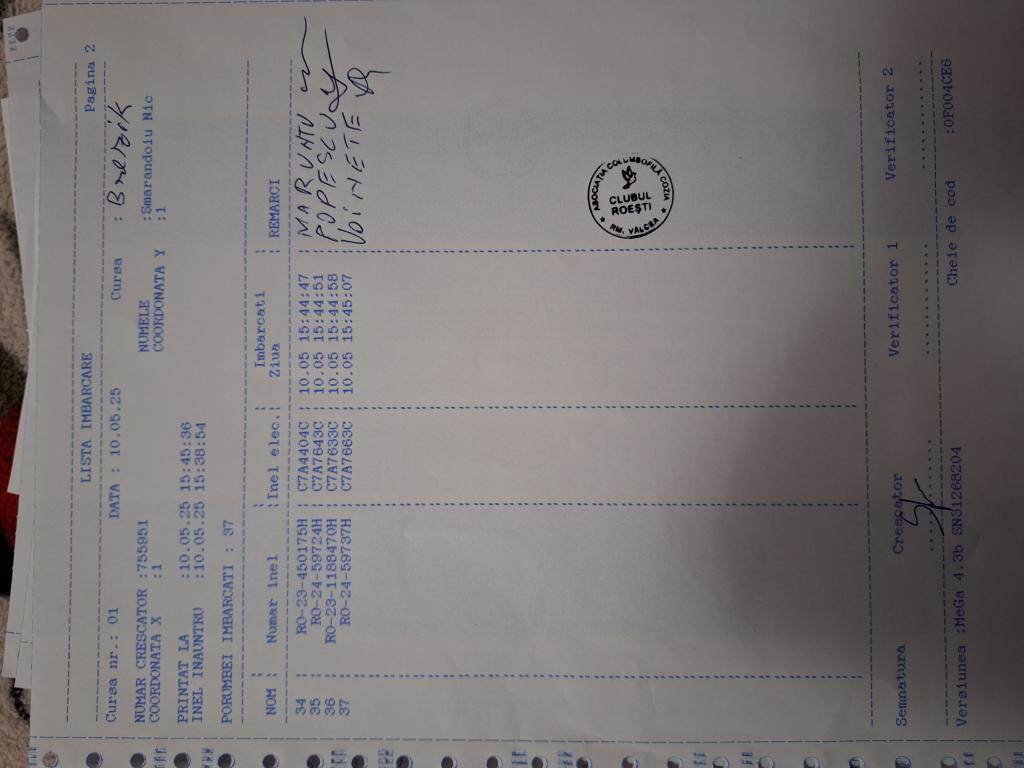 Pagina 2
LISTA IMBARCARE
Cursa nr.: 01 DATA : 10.05.25 Cursa :
NUMAR CRESCATOR :755951 NUMELE :Smarandoiu Nic
COORDONATA X :1 COORDONATA Y :1
PRINTAT LA :10.05.25 15:45:36
INEL INAUNTRU :10.05.25 15:38:54
PORUMBEI IMBARCATI : 37
NOM : Numar inel : Inel elec.: Imbarcati Ziua : REMARCI
34 : RO-23-450175H : C7A4404C : 10.05 15:44:47 : MARUNTU
35 : RO-24-59724H : C7A7643C : 10.05 15:44:51 : POPESCU
36 : RO-23-1188470H : C7A7633C : 10.05 15:44:58 : VOINETE
37 : RO-24-59737H : C7A7663C : 10.05 15:45:07 :
ASOCIATIA COLUMBOFILA COZIA
CLUBUL
ROEȘTI
RM. VÂLCEA
Semnatura Crescator Verificator 1 Verificator 2
Versiunea :MeGa 4.3b SN31268204 Cheie de cod :0F004CE6